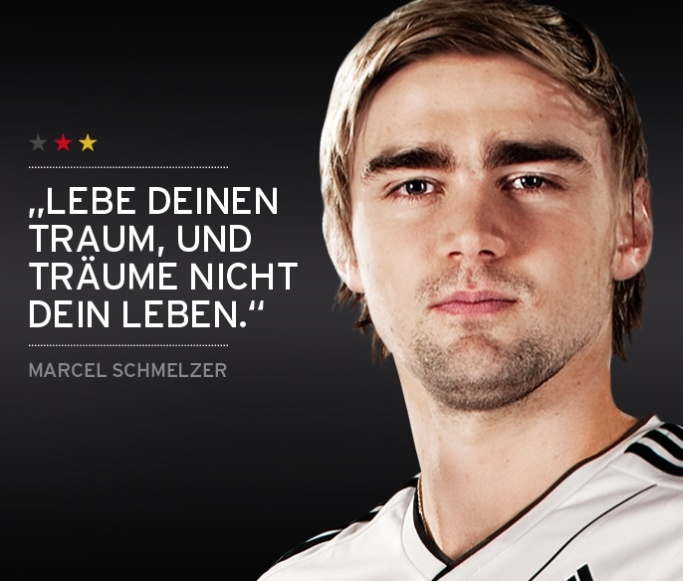 „LEBE DEINEN
TRAUM, UND
TRÄUME NICHT
DEIN LEBEN.“
MARCEL SCHMELZER